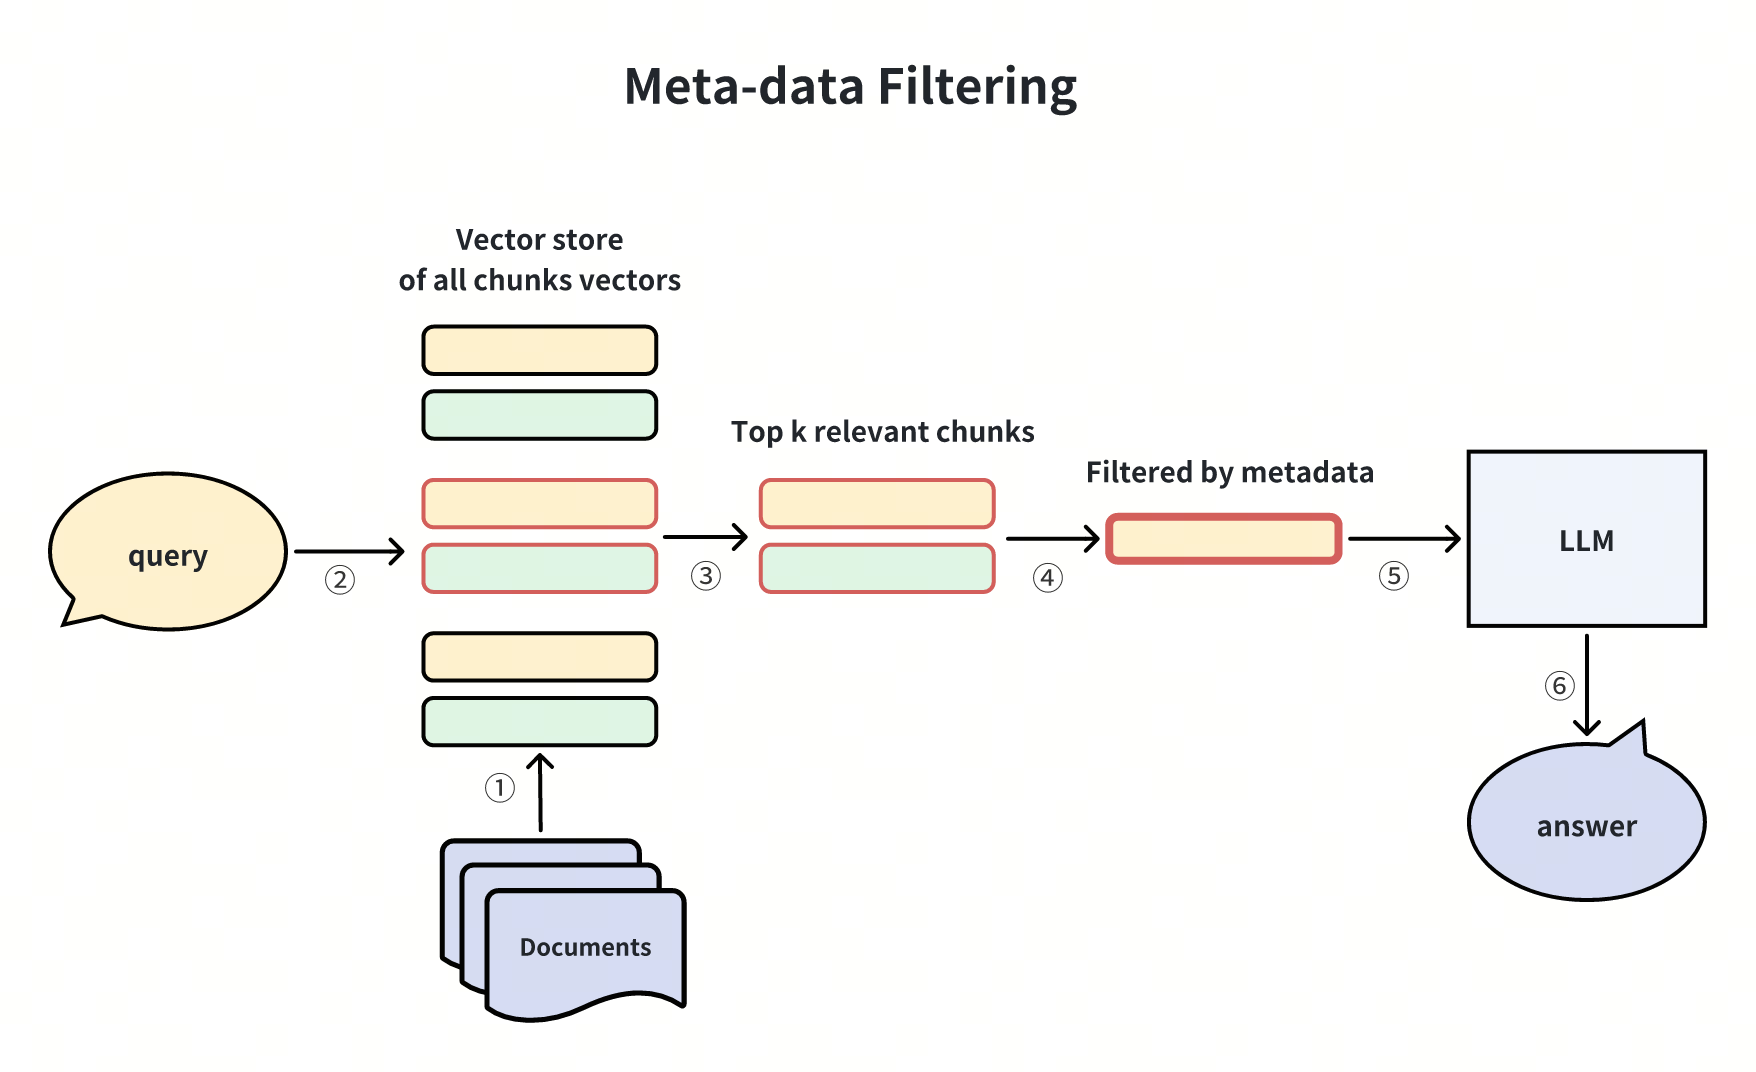 Meta-data Filtering
Vector store
of all chunks vectors
Top k relevant chunks
Filtered by metadata
query
②
③
④
⑤
LLM
⑥
①
answer
Documents